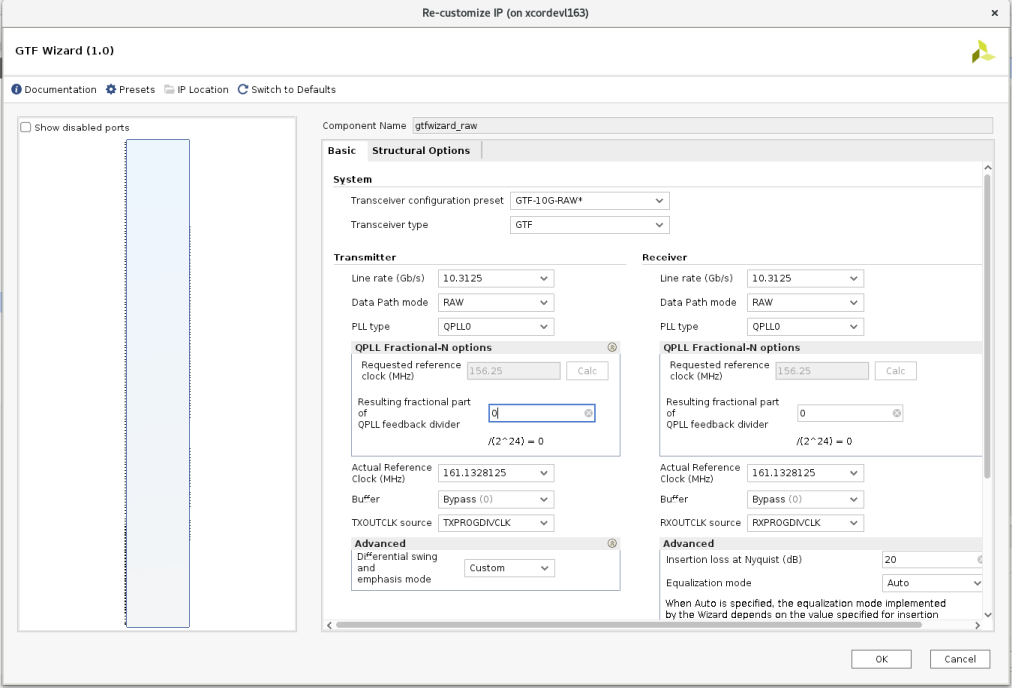 Re-customize IP (on xcordevl163)
×
GTF Wizard (1.0)
Documentation Presets IP Location Switch to Defaults
Show disabled ports
Component Name gtfwizard_raw
Basic Structural Options
System
Transceiver configuration preset GTF-10G-RAW*
Transceiver type GTF
Transmitter
Line rate (Gb/s) 10.3125
Data Path mode RAW
PLL type QPLL0
QPLL Fractional-N options
Requested reference
clock (MHz) 156.25 Calc
Resulting fractional part
of
QPLL feedback divider 0
/(2^24) = 0
Actual Reference
Clock (MHz) 161.1328125
Buffer Bypass (0)
TXOUTCLK source TXPROGDIVCLK
Advanced
Differential swing
and
emphasis mode Custom
Receiver
Line rate (Gb/s) 10.3125
Data Path mode RAW
PLL type QPLL0
QPLL Fractional-N options
Requested reference
clock (MHz) 156.25 Calc
Resulting fractional part
of
QPLL feedback divider 0
/(2^24) = 0
Actual Reference
Clock (MHz) 161.1328125
Buffer Bypass (0)
RXOUTCLK source RXPROGDIVCLK
Advanced
Insertion loss at Nyquist (dB) 20
Equalization mode Auto
When Auto is specified, the equalization mode implemented
by the Wizard depends on the value specified for insertion
OK Cancel